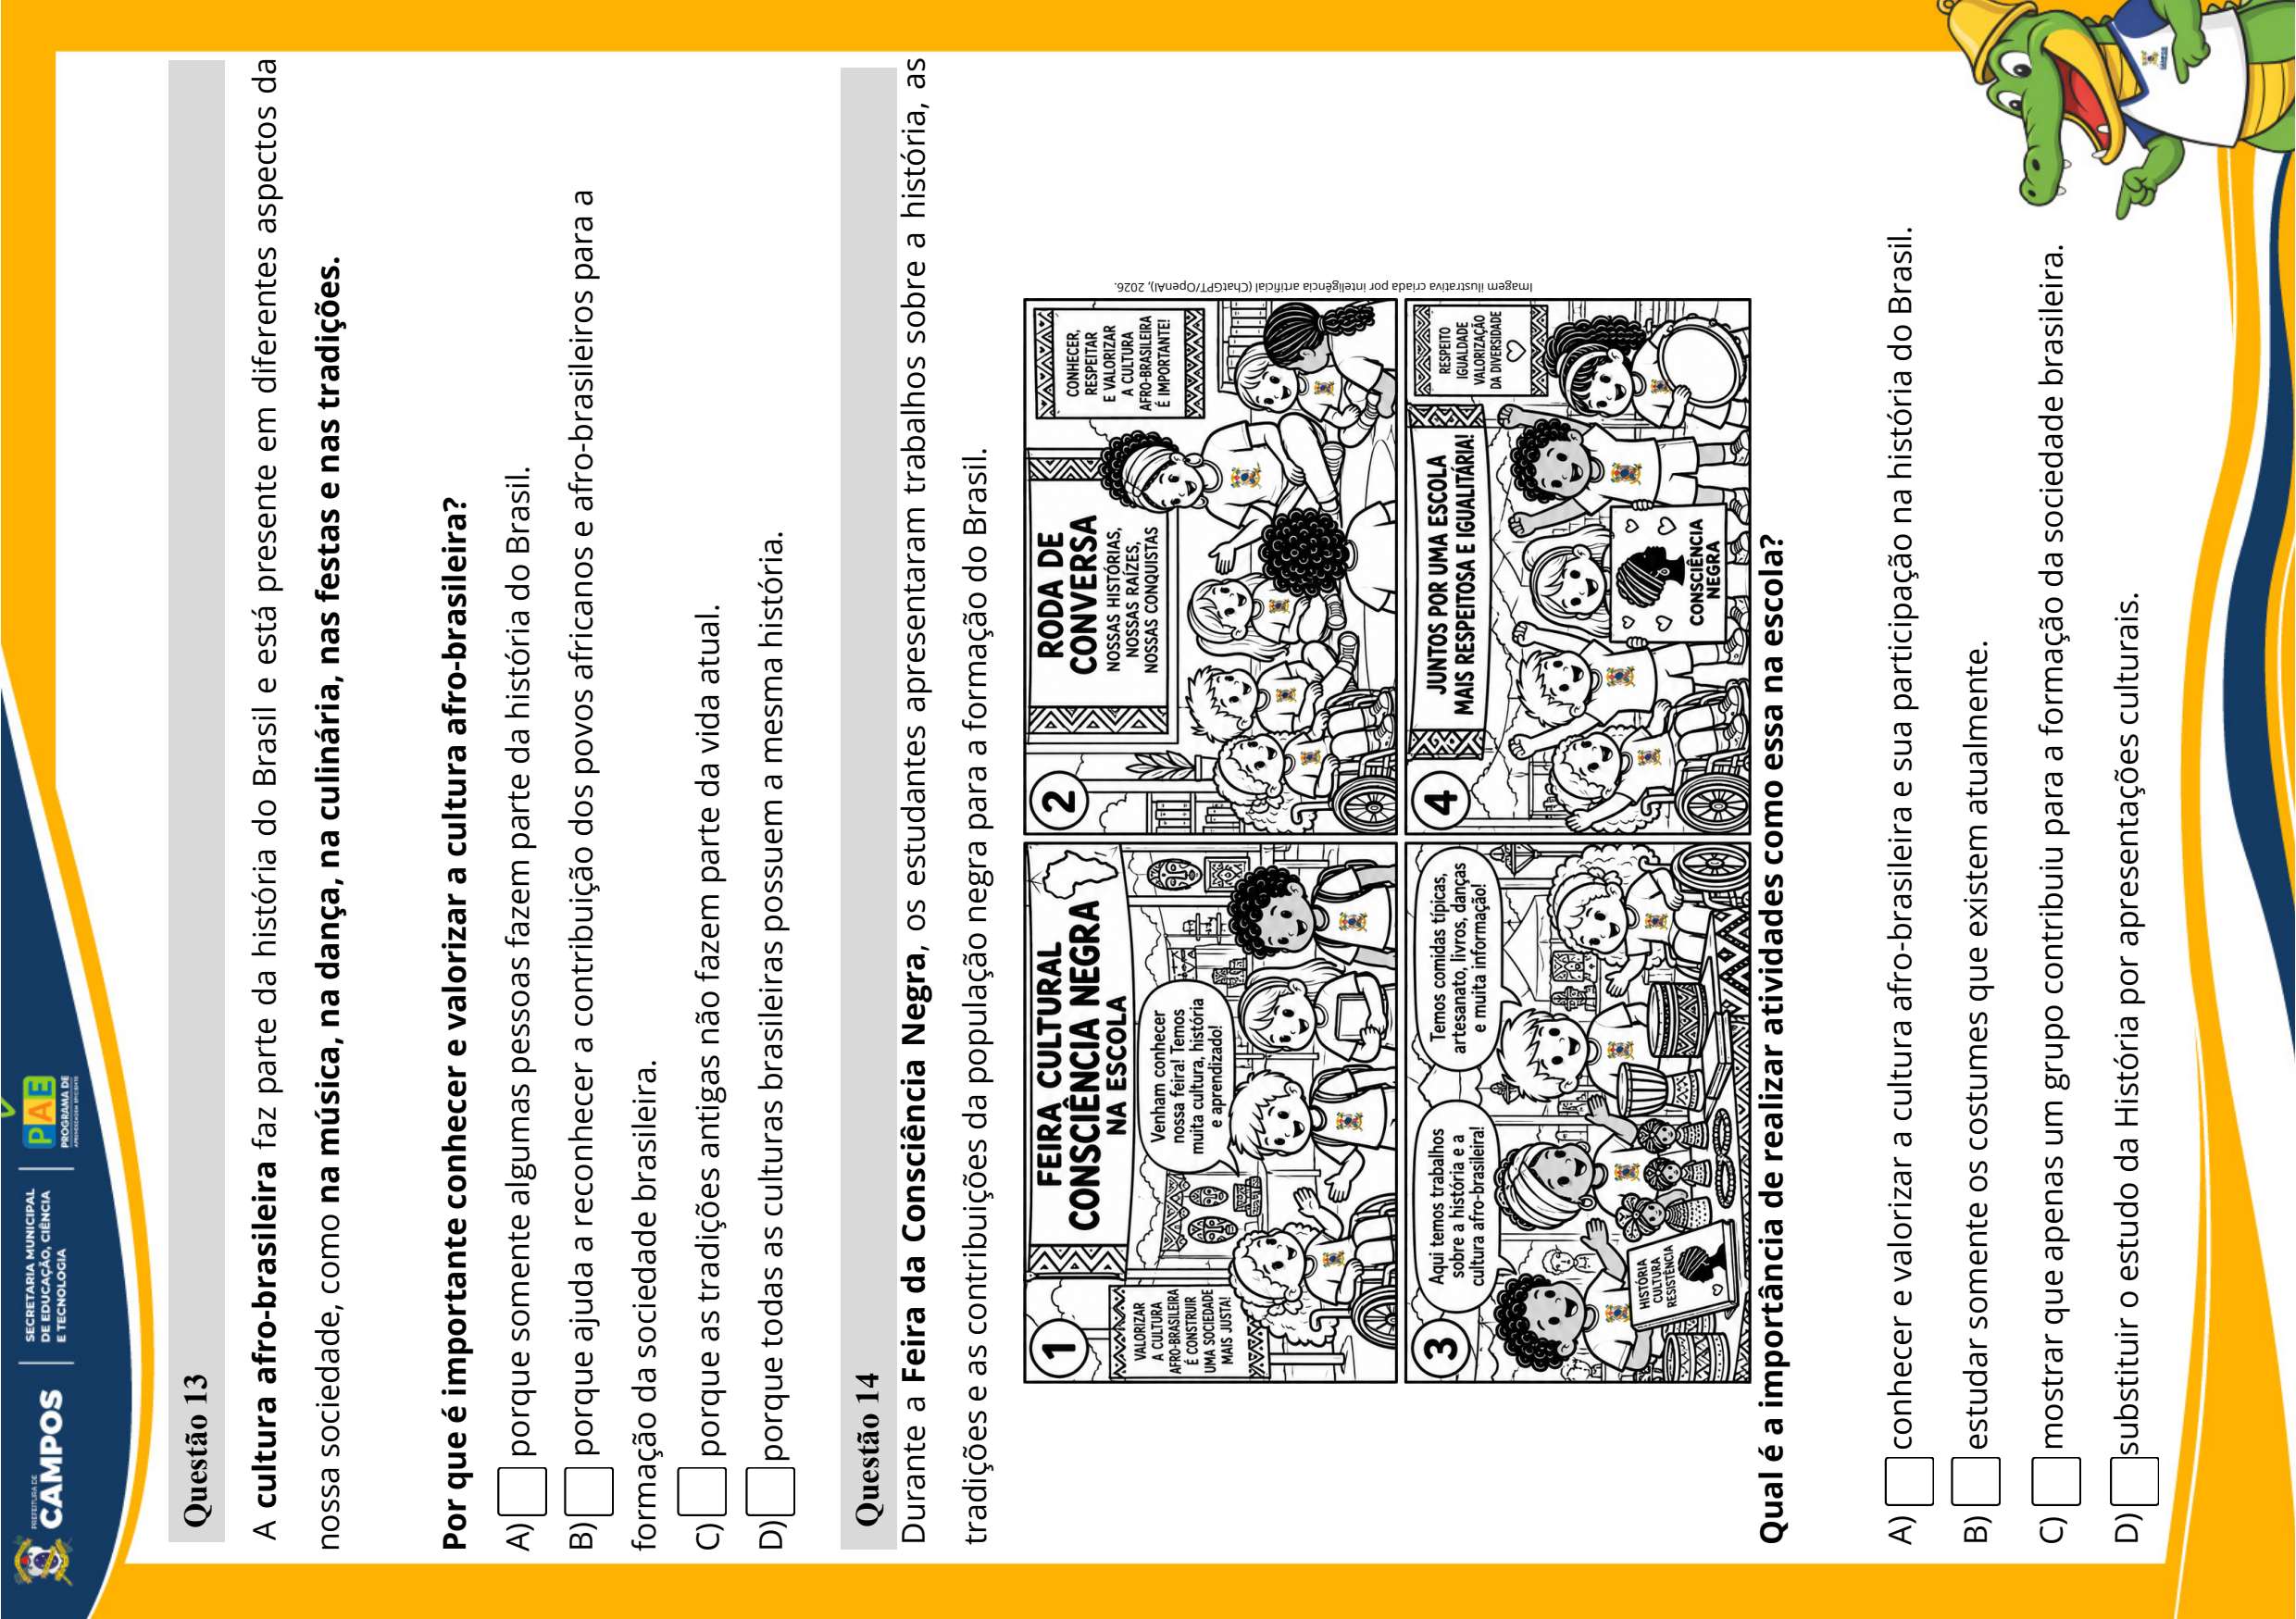 PREFEITURA DE
CAMPOS
SECRETARIA MUNICIPAL
DE EDUCAÇÃO, CIÊNCIA
E TECNOLOGIA
PAE
PROGRAMA DE
APRENDIZAGEM EFICIENTE
Questão 13
A cultura afro-brasileira faz parte da história do Brasil e está presente em diferentes aspectos da
nossa sociedade, como na música, na dança, na culinária, nas festas e nas tradições.
Por que é importante conhecer e valorizar a cultura afro-brasileira?
A) porque somente algumas pessoas fazem parte da história do Brasil.
B) porque ajuda a reconhecer a contribuição dos povos africanos e afro-brasileiros para a
formação da sociedade brasileira.
C) porque as tradições antigas não fazem parte da vida atual.
D) porque todas as culturas brasileiras possuem a mesma história.
Questão 14
Durante a Feira da Consciência Negra, os estudantes apresentaram trabalhos sobre a história, as
tradições e as contribuições da população negra para a formação do Brasil.
1
FEIRA CULTURAL
CONSCIÊNCIA NEGRA
NA ESCOLA
VALORIZAR
A CULTURA
AFRO-BRASILEIRA
É CONSTRUIR
UMA SOCIEDADE
MAIS JUSTA!
Venham conhecer
nossa feira! Temos
muita cultura, história
e aprendizado!
2
RODA DE
CONVERSA
NOSSAS HISTÓRIAS,
NOSSAS RAÍZES,
NOSSAS CONQUISTAS
CONHECER,
RESPEITAR
E VALORIZAR
A CULTURA
AFRO-BRASILEIRA
É IMPORTANTE!
3
Aqui temos trabalhos
sobre a história e a
cultura afro-brasileira!
Temos comidas típicas,
artesanato, livros, danças
e muita informação!
HISTÓRIA
CULTURA
RESISTÊNCIA
4
JUNTOS POR UMA ESCOLA
MAIS RESPEITOSA E IGUALITÁRIA!
RESPEITO
IGUALDADE
VALORIZAÇÃO
DA DIVERSIDADE
CONSCIÊNCIA
NEGRA
Imagem ilustrativa criada por inteligência artificial (ChatGPT/OpenAI), 2026.
Qual é a importância de realizar atividades como essa na escola?
A) conhecer e valorizar a cultura afro-brasileira e sua participação na história do Brasil.
B) estudar somente os costumes que existem atualmente.
C) mostrar que apenas um grupo contribuiu para a formação da sociedade brasileira.
D) substituir o estudo da História por apresentações culturais.